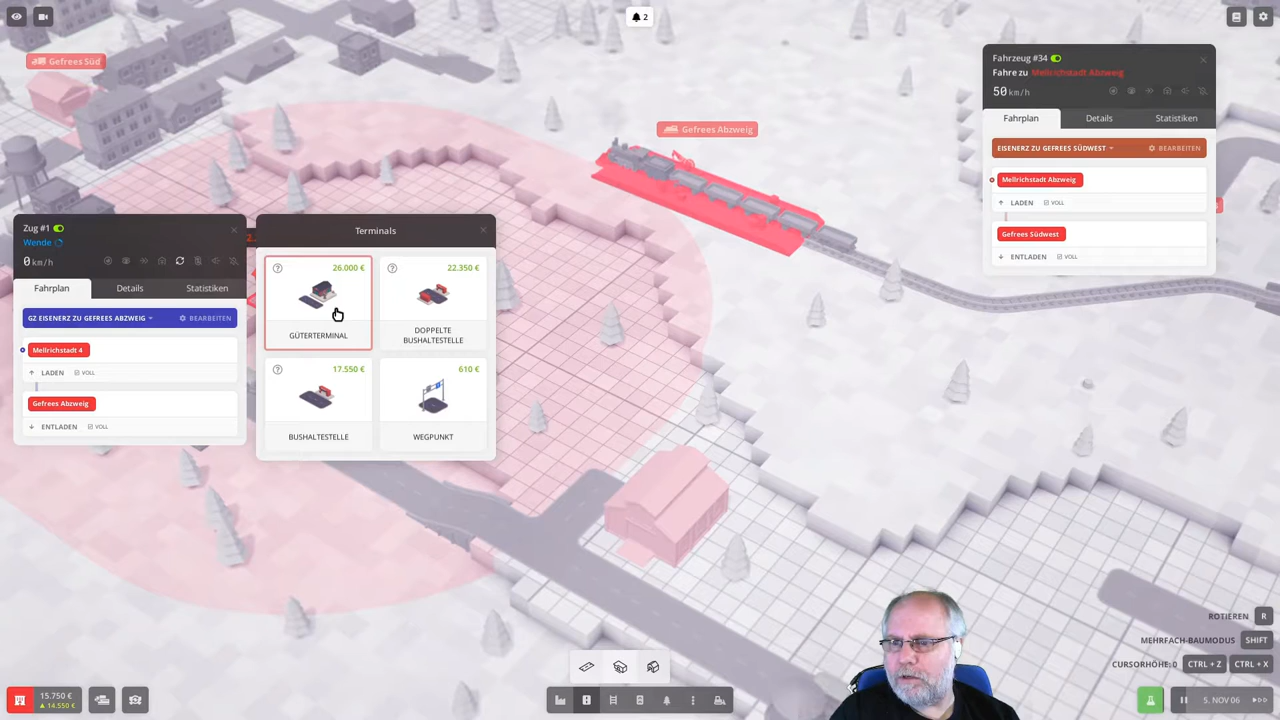 2
Gefrees Süd
Gefrees Abzweig
Fahrzeug #34
Fahre zu Mellrichstadt Abzweig
50 km/h
Fahrplan
Details
Statistiken
EISENERZ ZU GEFREES SÜDWEST
BEARBEITEN
Mellrichstadt Abzweig
LADEN
VOLL
Gefrees Südwest
ENTLADEN
VOLL
Zug #1
Wende
0 km/h
Fahrplan
Details
Statistiken
GZ EISENERZ ZU GEFREES ABZWEIG
BEARBEITEN
Mellrichstadt 4
LADEN
VOLL
Gefrees Abzweig
ENTLADEN
VOLL
Terminals
26.000 €
GÜTERTERMINAL
22.350 €
DOPPELTE
BUSHALTESTELLE
17.550 €
BUSHALTESTELLE
610 €
WEGPUNKT
ROTIEREN R
MEHRFACH-BAUMODUS SHIFT
CURSORHÖHE: 0 CTRL + Z CTRL + X
15.750 €
▲ 14.550 €
5. NOV 06